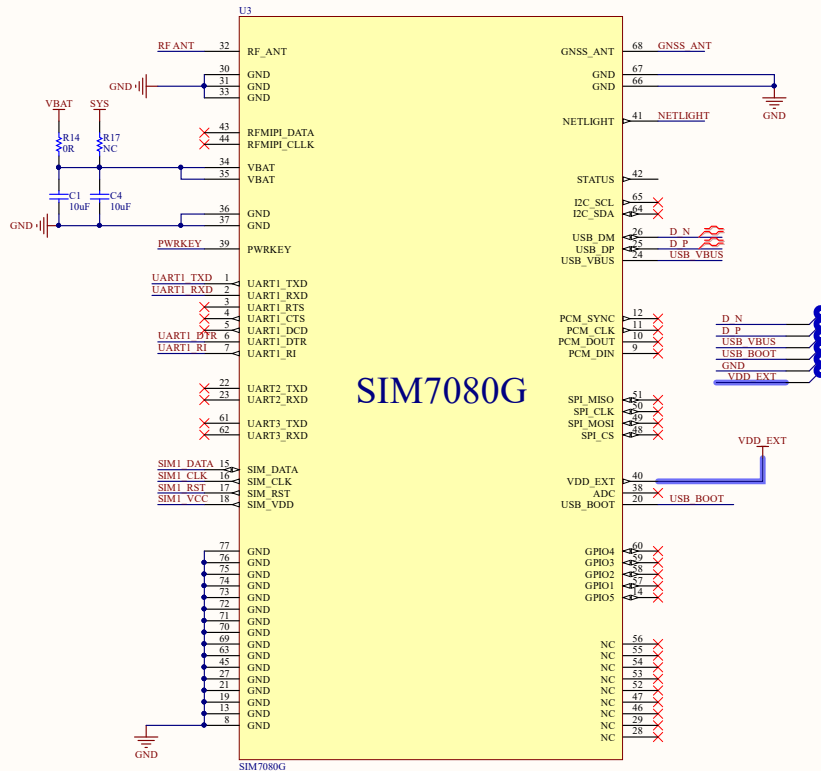 U3
RF ANT 32 RF_ANT
GND 30 GND
31 GND
33 GND
VBAT SYS
R14 0R
R17 NC
43 RFMIPI_DATA
44 RFMIPI_CLLK
34 VBAT
35 VBAT
C1 10uF
C4 10uF
36 GND
GND 37 GND
PWRKEY 39 PWRKEY
UART1_TXD 1 UART1_TXD
UART1_RXD 2 UART1_RXD
3 UART1_RTS
4 UART1_CTS
5 UART1_DCD
UART1_DTR 6 UART1_DTR
UART1_RI 7 UART1_RI
22 UART2_TXD
23 UART2_RXD
61 UART3_TXD
62 UART3_RXD
SIM1_DATA 15 SIM_DATA
SIM1_CLK 16 SIM_CLK
SIM1_RST 17 SIM_RST
SIM1_VCC 18 SIM_VDD
77 GND
76 GND
75 GND
74 GND
73 GND
72 GND
71 GND
70 GND
69 GND
63 GND
45 GND
27 GND
21 GND
19 GND
13 GND
8 GND
GND
SIM7080G
SIM7080G
GNSS_ANT 68 GNSS_ANT
GND 67
GND 66
GND
NETLIGHT 41 NETLIGHT
STATUS 42
I2C_SCL 65
I2C_SDA 64
USB_DM 26 D_N
USB_DP 25 D_P
USB_VBUS 24 USB_VBUS
PCM_SYNC 12
PCM_CLK 11
PCM_DOUT 10
PCM_DIN 9
D_N
D_P
USB_VBUS
USB_BOOT
GND
VDD_EXT
SPI_MISO 51
SPI_CLK 50
SPI_MOSI 49
SPI_CS 48
VDD_EXT
VDD_EXT 40
ADC 38
USB_BOOT 20 USB_BOOT
GPIO4 60
GPIO3 59
GPIO2 58
GPIO1 57
GPIO5 14
NC 56
NC 55
NC 54
NC 53
NC 52
NC 47
NC 46
NC 29
NC 28